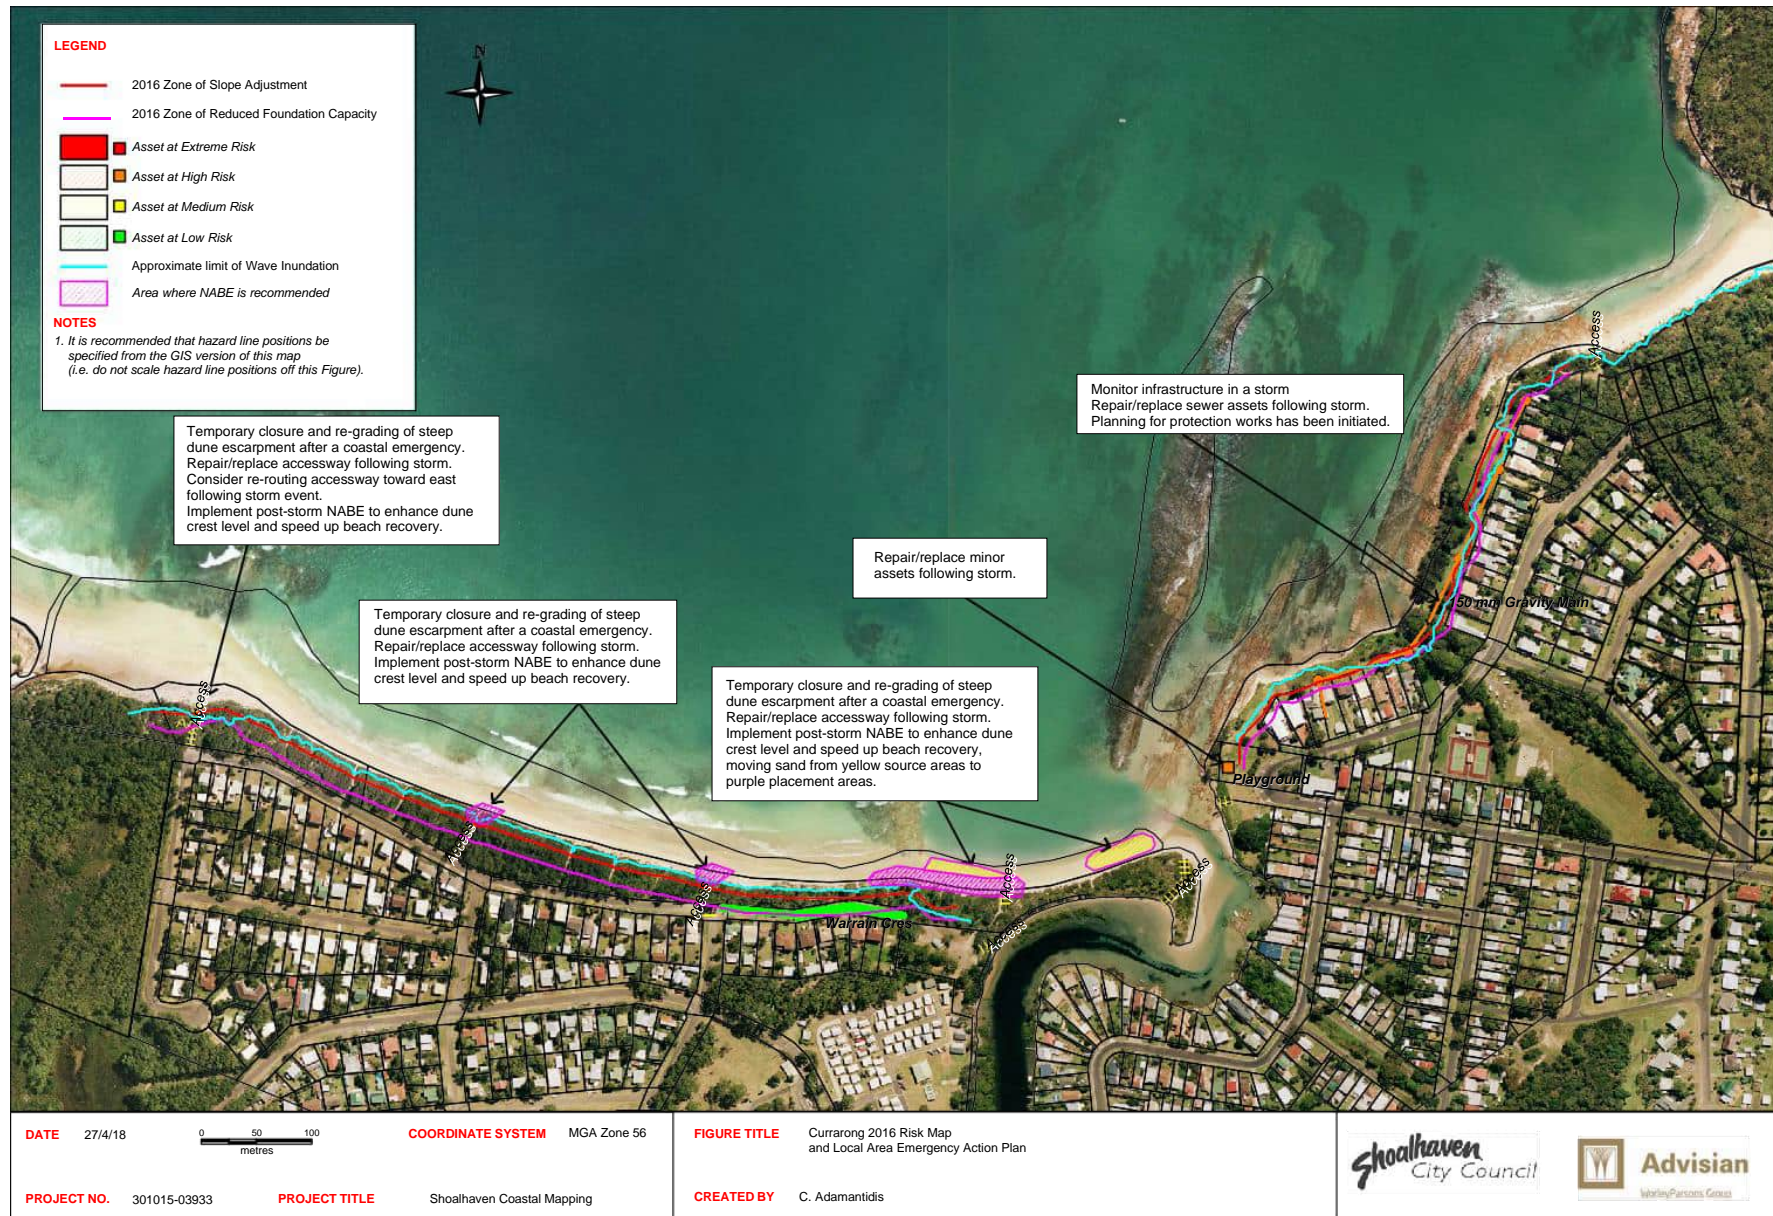 LEGEND
2016 Zone of Slope Adjustment
2016 Zone of Reduced Foundation Capacity
Asset at Extreme Risk
Asset at High Risk
Asset at Medium Risk
Asset at Low Risk
Approximate limit of Wave Inundation
Area where NABE is recommended
NOTES
1. It is recommended that hazard line positions be
specified from the GIS version of this map
(i.e. do not scale hazard line positions off this Figure).
N
Temporary closure and re-grading of steep
dune escarpment after a coastal emergency.
Repair/replace accessway following storm.
Consider re-routing accessway toward east
following storm event.
Implement post-storm NABE to enhance dune
crest level and speed up beach recovery.
Temporary closure and re-grading of steep
dune escarpment after a coastal emergency.
Repair/replace accessway following storm.
Implement post-storm NABE to enhance dune
crest level and speed up beach recovery.
Temporary closure and re-grading of steep
dune escarpment after a coastal emergency.
Repair/replace accessway following storm.
Implement post-storm NABE to enhance dune
crest level and speed up beach recovery,
moving sand from yellow source areas to
purple placement areas.
Repair/replace minor
assets following storm.
Monitor infrastructure in a storm
Repair/replace sewer assets following storm.
Planning for protection works has been initiated.
Access
50 mm Gravity Main
Playground
Access
Access
Access
Access
Access
Access
Warrain Cres
DATE 27/4/18
0 50 100
metres
COORDINATE SYSTEM MGA Zone 56
PROJECT NO. 301015-03933
PROJECT TITLE Shoalhaven Coastal Mapping
FIGURE TITLE Currarong 2016 Risk Map
and Local Area Emergency Action Plan
CREATED BY C. Adamantidis
Shoalhaven
City Council
Advisian
WorleyParsons Group